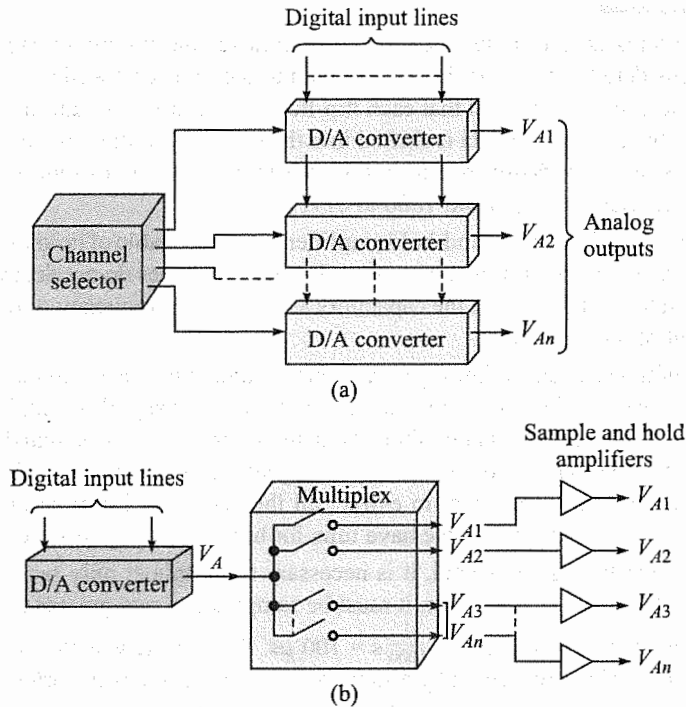 Digital input lines
D/A converter
V_A1
D/A converter
V_A2
Analog
outputs
Channel
selector
D/A converter
V_An
(a)
Sample and hold
amplifiers
Digital input lines
Multiplex
V_A1
V_A1
V_A
V_A2
V_A2
D/A converter
V_A3
V_A3
V_An
V_An
(b)